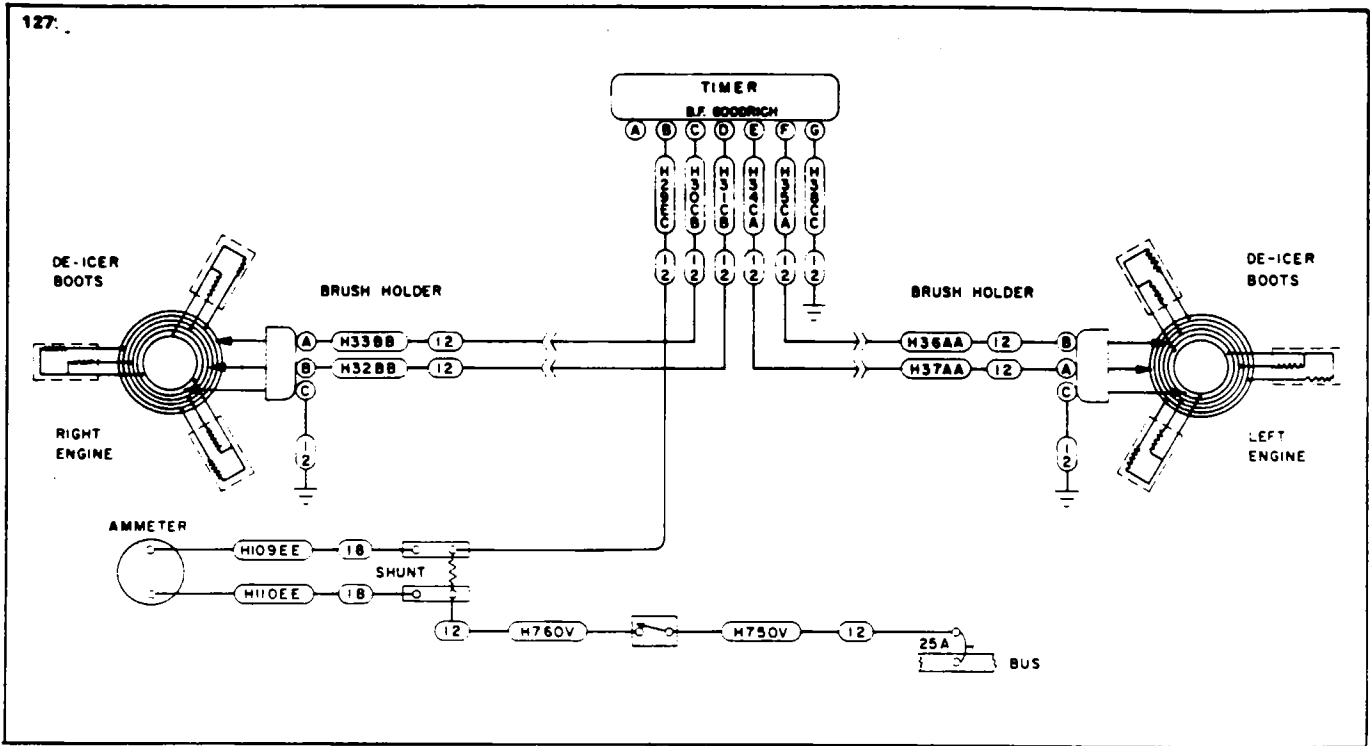 127.
TIMER
B.F. GOODRICH
A B C D E F G
H29EC H30CB H31CB H34CA H35CA H38CC
12 12 12 12 12 12
DE-ICER
BOOTS
BRUSH HOLDER
BRUSH HOLDER
DE-ICER
BOOTS
A H33BB 12
H36AA 12 B
B H32BB 12
H37AA 12 A
C
C
RIGHT
ENGINE
12
12
LEFT
ENGINE
AMMETER
H109EE 18
SHUNT
H110EE 18
12 H760V H750V 12
25A
BUS